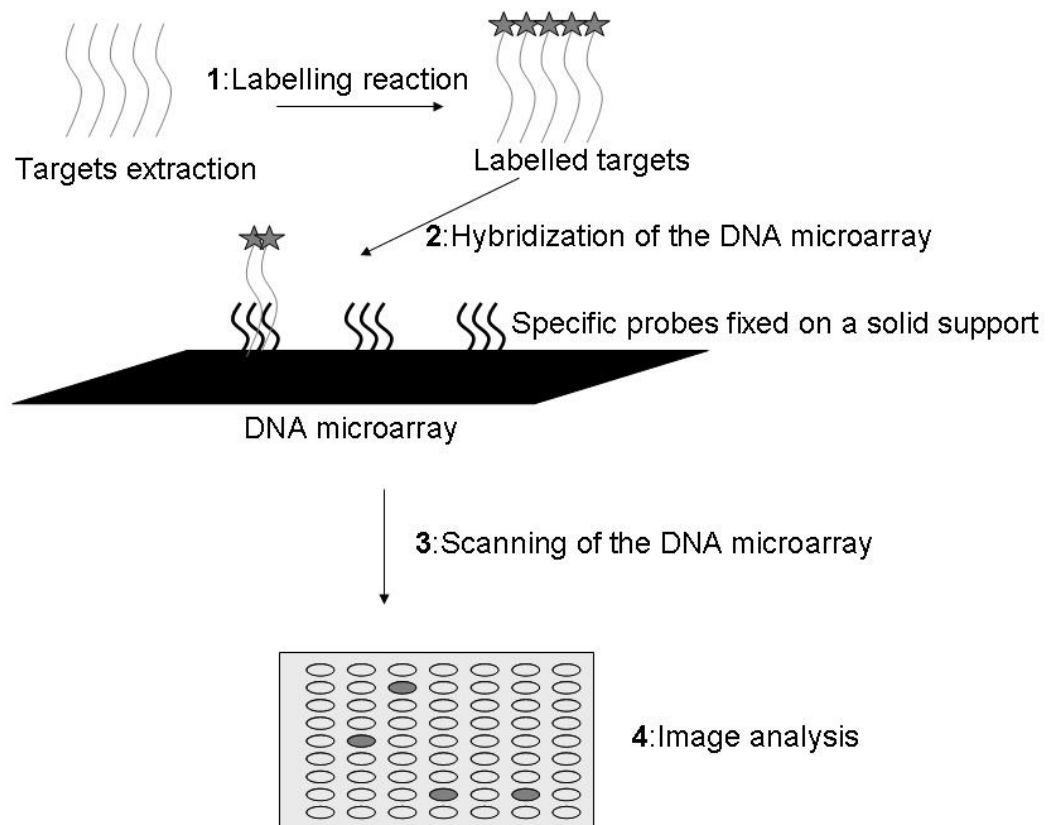 1:Labelling reaction
Targets extraction
Labelled targets
2:Hybridization of the DNA microarray
Specific probes fixed on a solid support
DNA microarray
3:Scanning of the DNA microarray
4:Image analysis